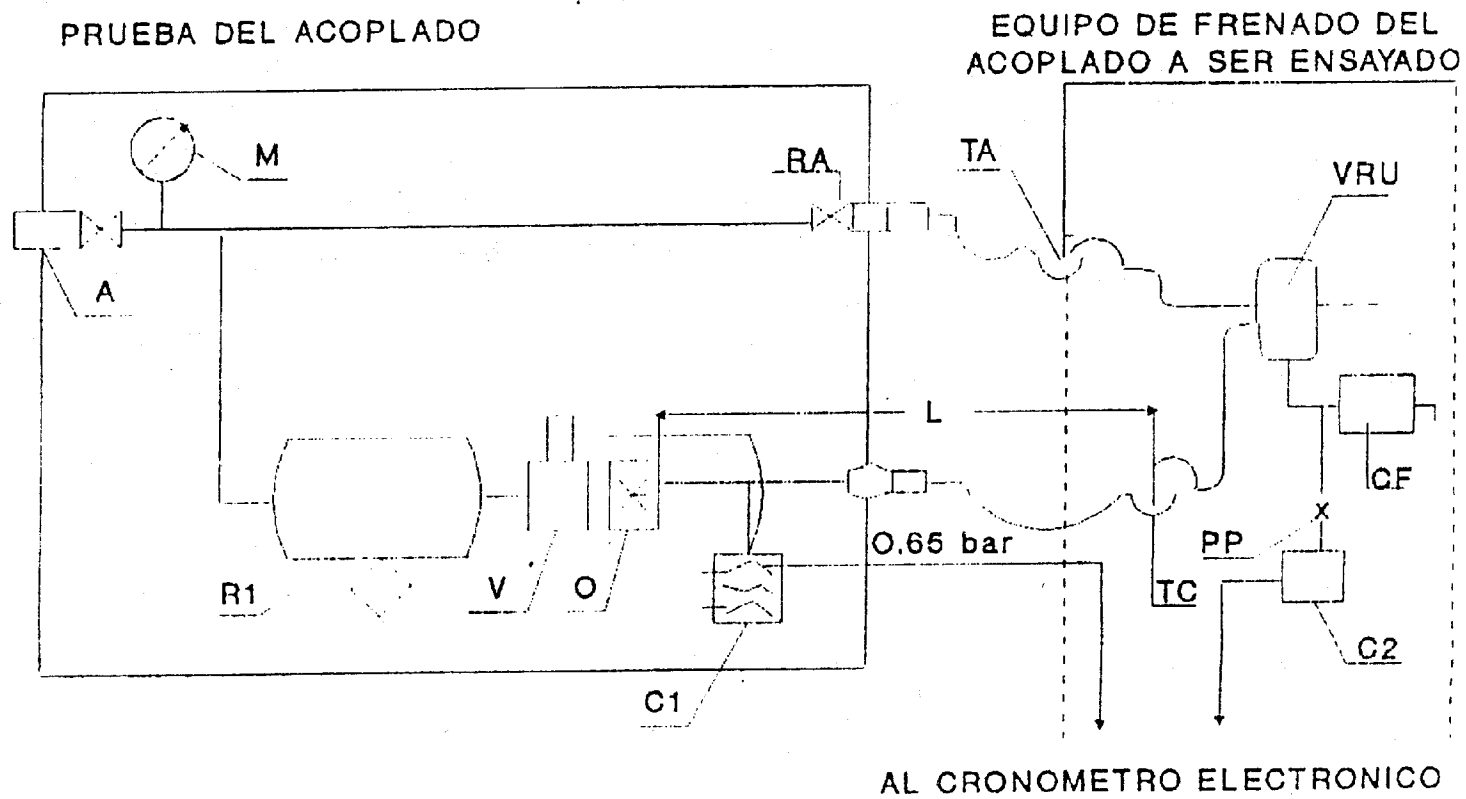 PRUEBA DEL ACOPLADO
EQUIPO DE FRENADO DEL
ACOPLADO A SER ENSAYADO
M
RA
TA
VRU
A
L
CF
0.65 bar
PP
R1
V
O
TC
C2
C1
x
AL CRONOMETRO ELECTRONICO